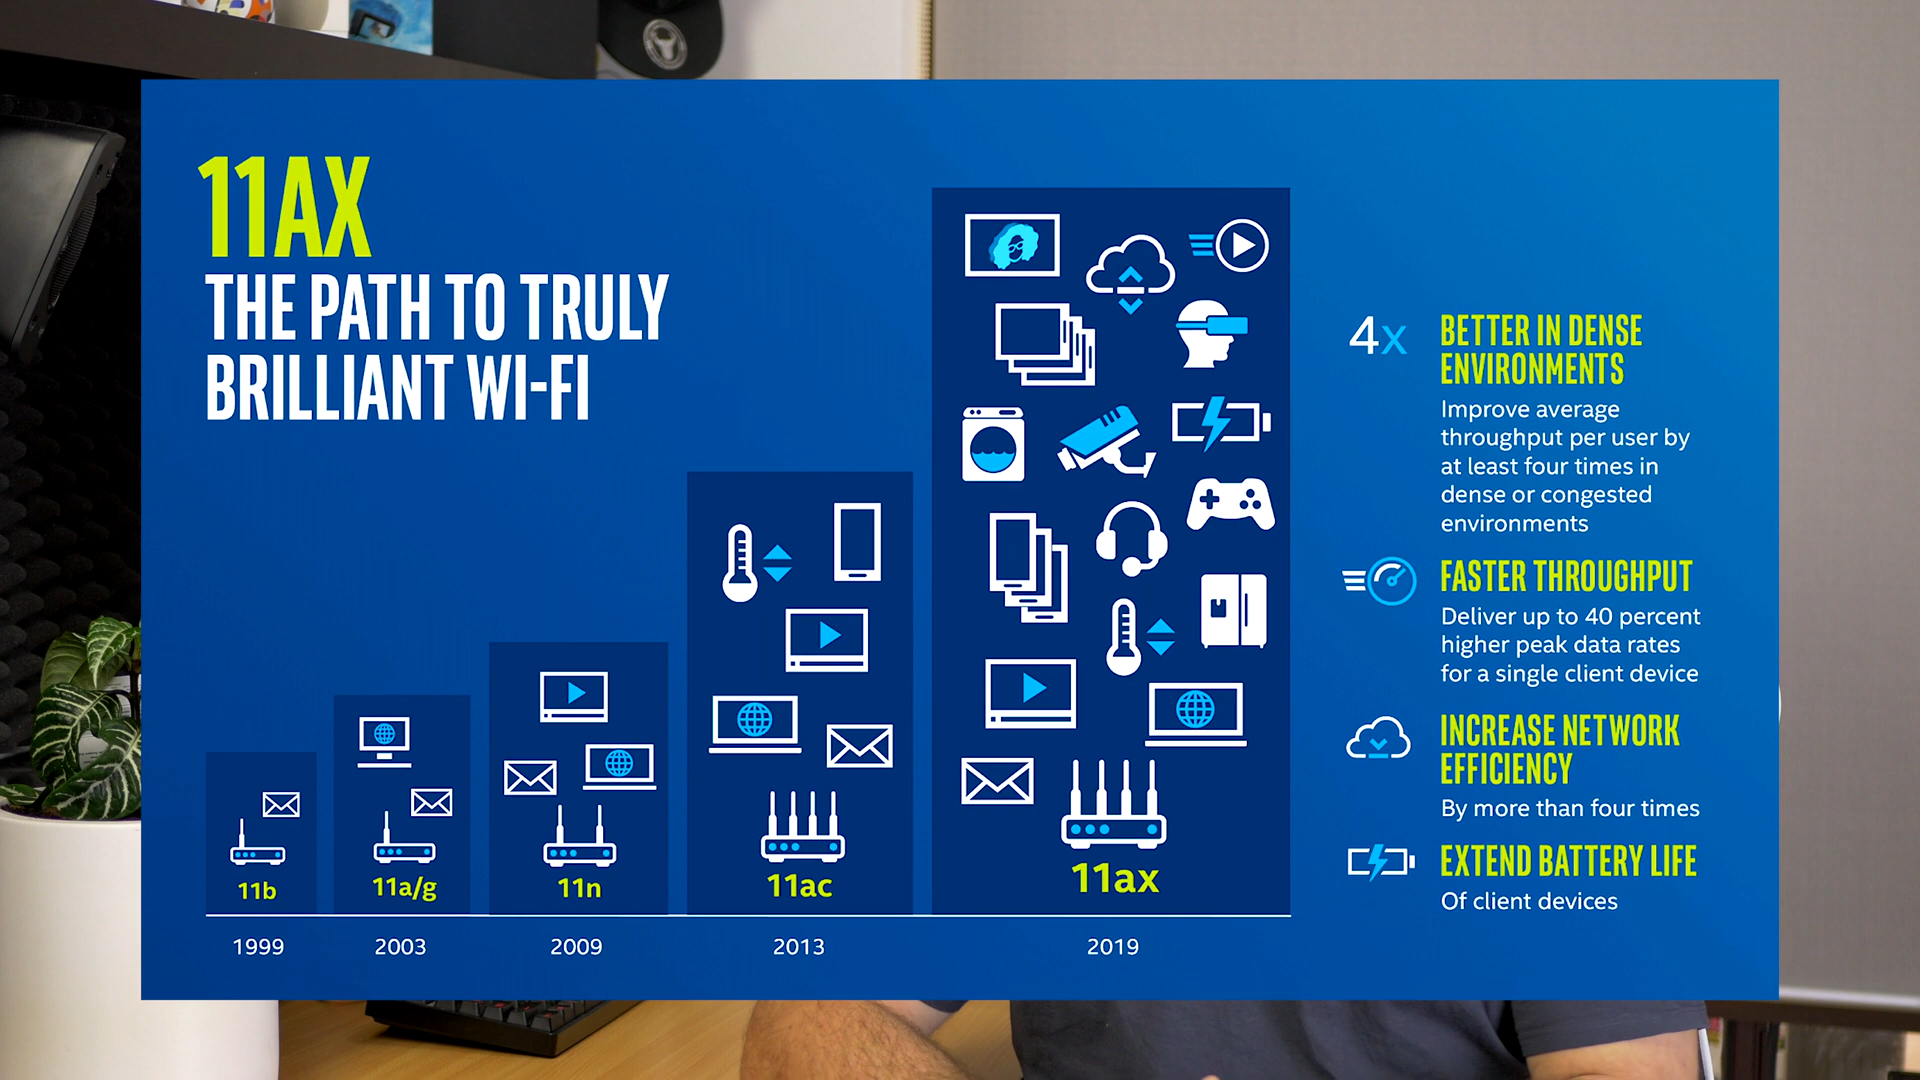 11AX
THE PATH TO TRULY
BRILLIANT WI-FI
11b
11a/g
11n
11ac
11ax
1999
2003
2009
2013
2019
4x
BETTER IN DENSE
ENVIRONMENTS
Improve average
throughput per user by
at least four times in
dense or congested
environments
FASTER THROUGHPUT
Deliver up to 40 percent
higher peak data rates
for a single client device
INCREASE NETWORK
EFFICIENCY
By more than four times
EXTEND BATTERY LIFE
Of client devices